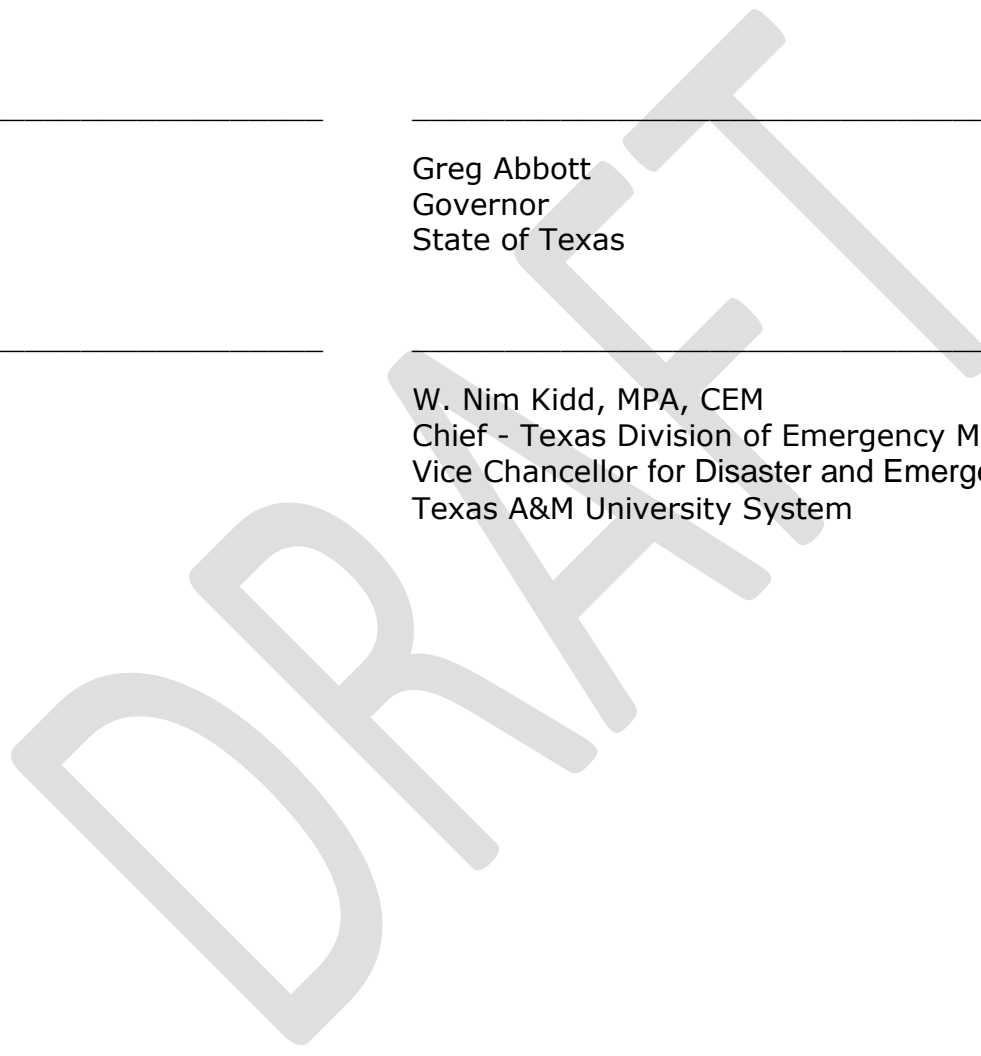 Greg Abbott
Governor
State of Texas
W. Nim Kidd, MPA, CEM
Chief - Texas Division of Emergency
Vice Chancellor for Disaster and
Texas A&M University System
DRAFT